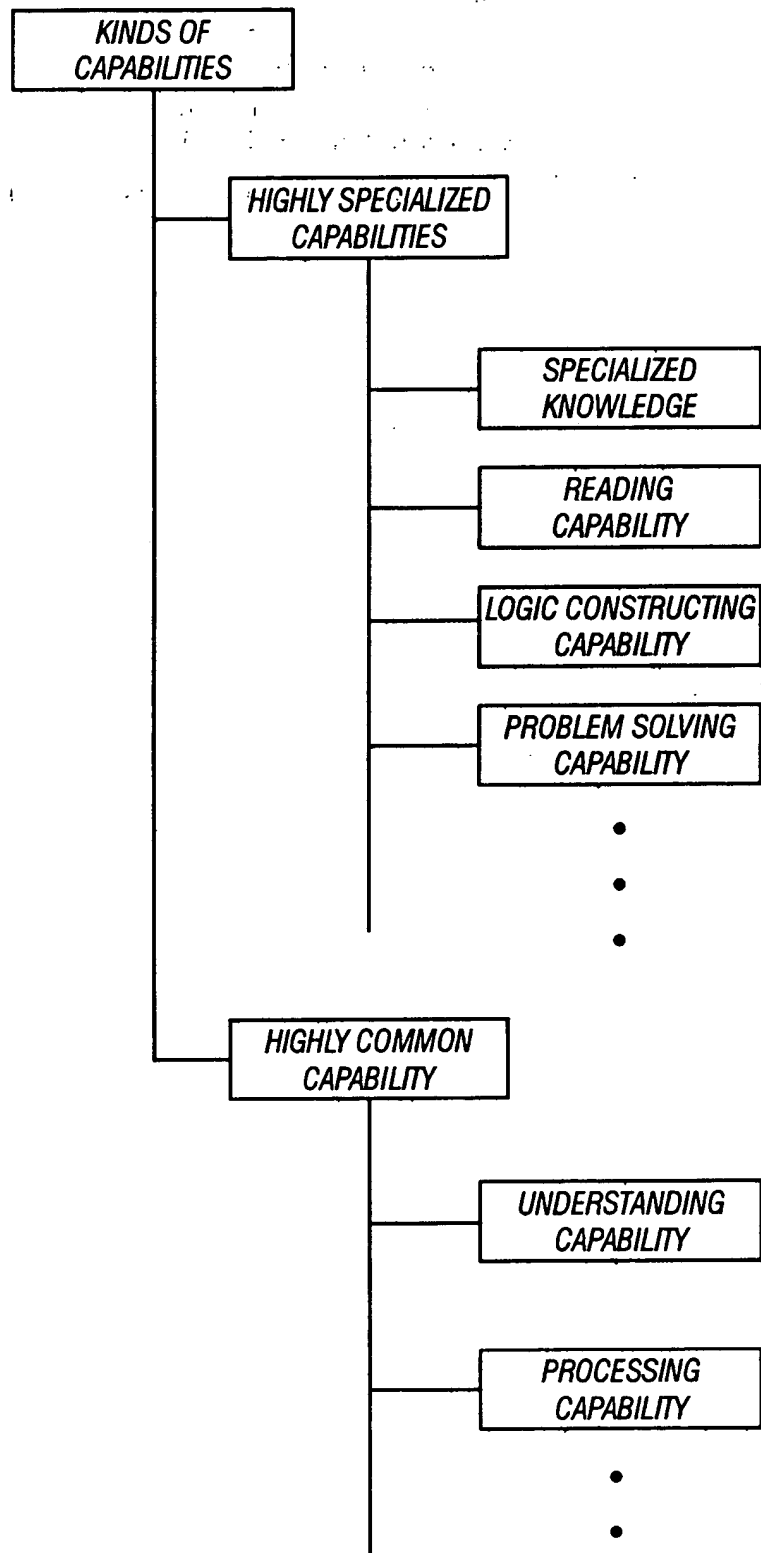 KINDS OF
CAPABILITIES
HIGHLY SPECIALIZED
CAPABILITIES
SPECIALIZED
KNOWLEDGE
READING
CAPABILITY
LOGIC CONSTRUCTING
CAPABILITY
PROBLEM SOLVING
CAPABILITY
HIGHLY COMMON
CAPABILITY
UNDERSTANDING
CAPABILITY
PROCESSING
CAPABILITY